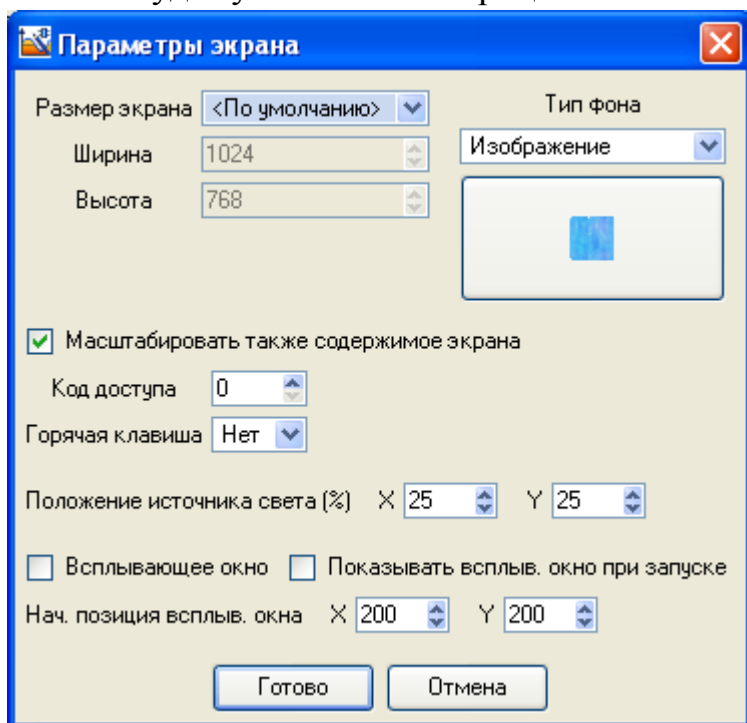 Параметры экрана
Размер экрана <По умолчанию> Тип фона
Ширина 1024 Изображение
Высота 768
Масштабировать также содержимое экрана
Код доступа 0
Горячая клавиша Нет
Положение источника света (%) X 25 Y 25
Всплывающее окно Показывать всплыв. окно при запуске
Нач. позиция всплыв. окна X 200 Y 200
Готово Отмена